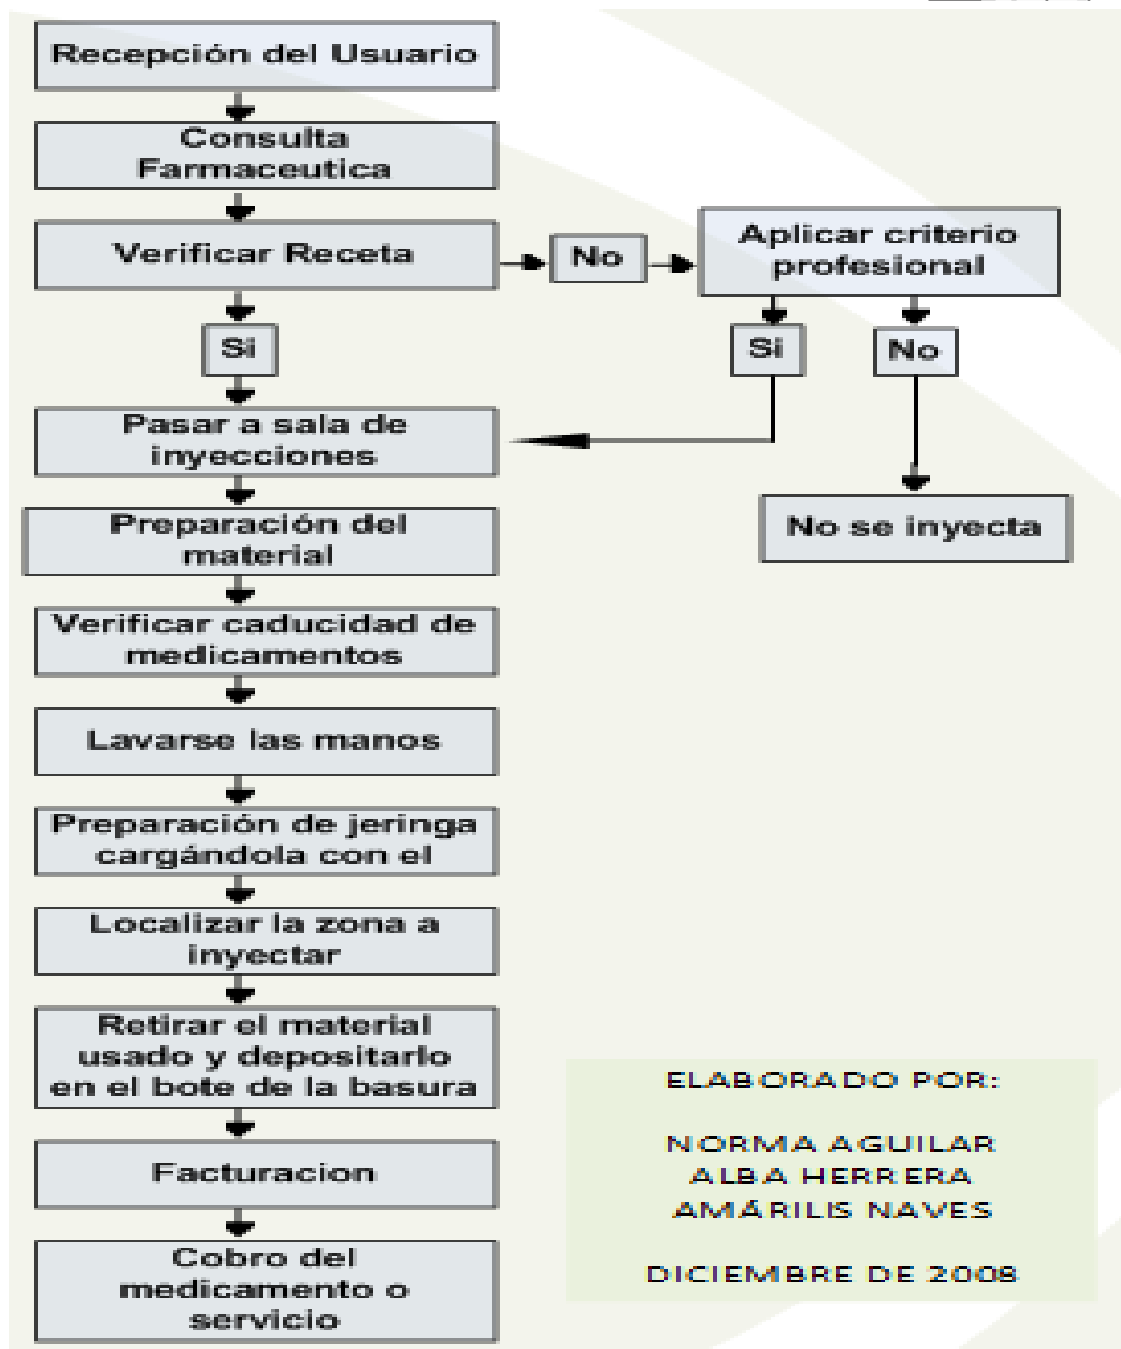 Recepción del Usuario
Consulta
Farmaceutica
Verificar Receta
No
Aplicar criterio
profesional
Si
Si
No
Pasar a sala de
inyecciones
No se inyecta
Preparación del
material
Verificar caducidad de
medicamentos
Lavarse las manos
Preparación de jeringa
cargándola con el
Localizar la zona a
inyectar
Retirar el material
usado y depositarlo
en el bote de la basura
Facturacion
Cobro del
medicamento o
servicio
ELABORADO POR:
NORMA AGUILAR
ALBA HERRERA
AMÁRILIS NAVES
DICIEMBRE DE 2008